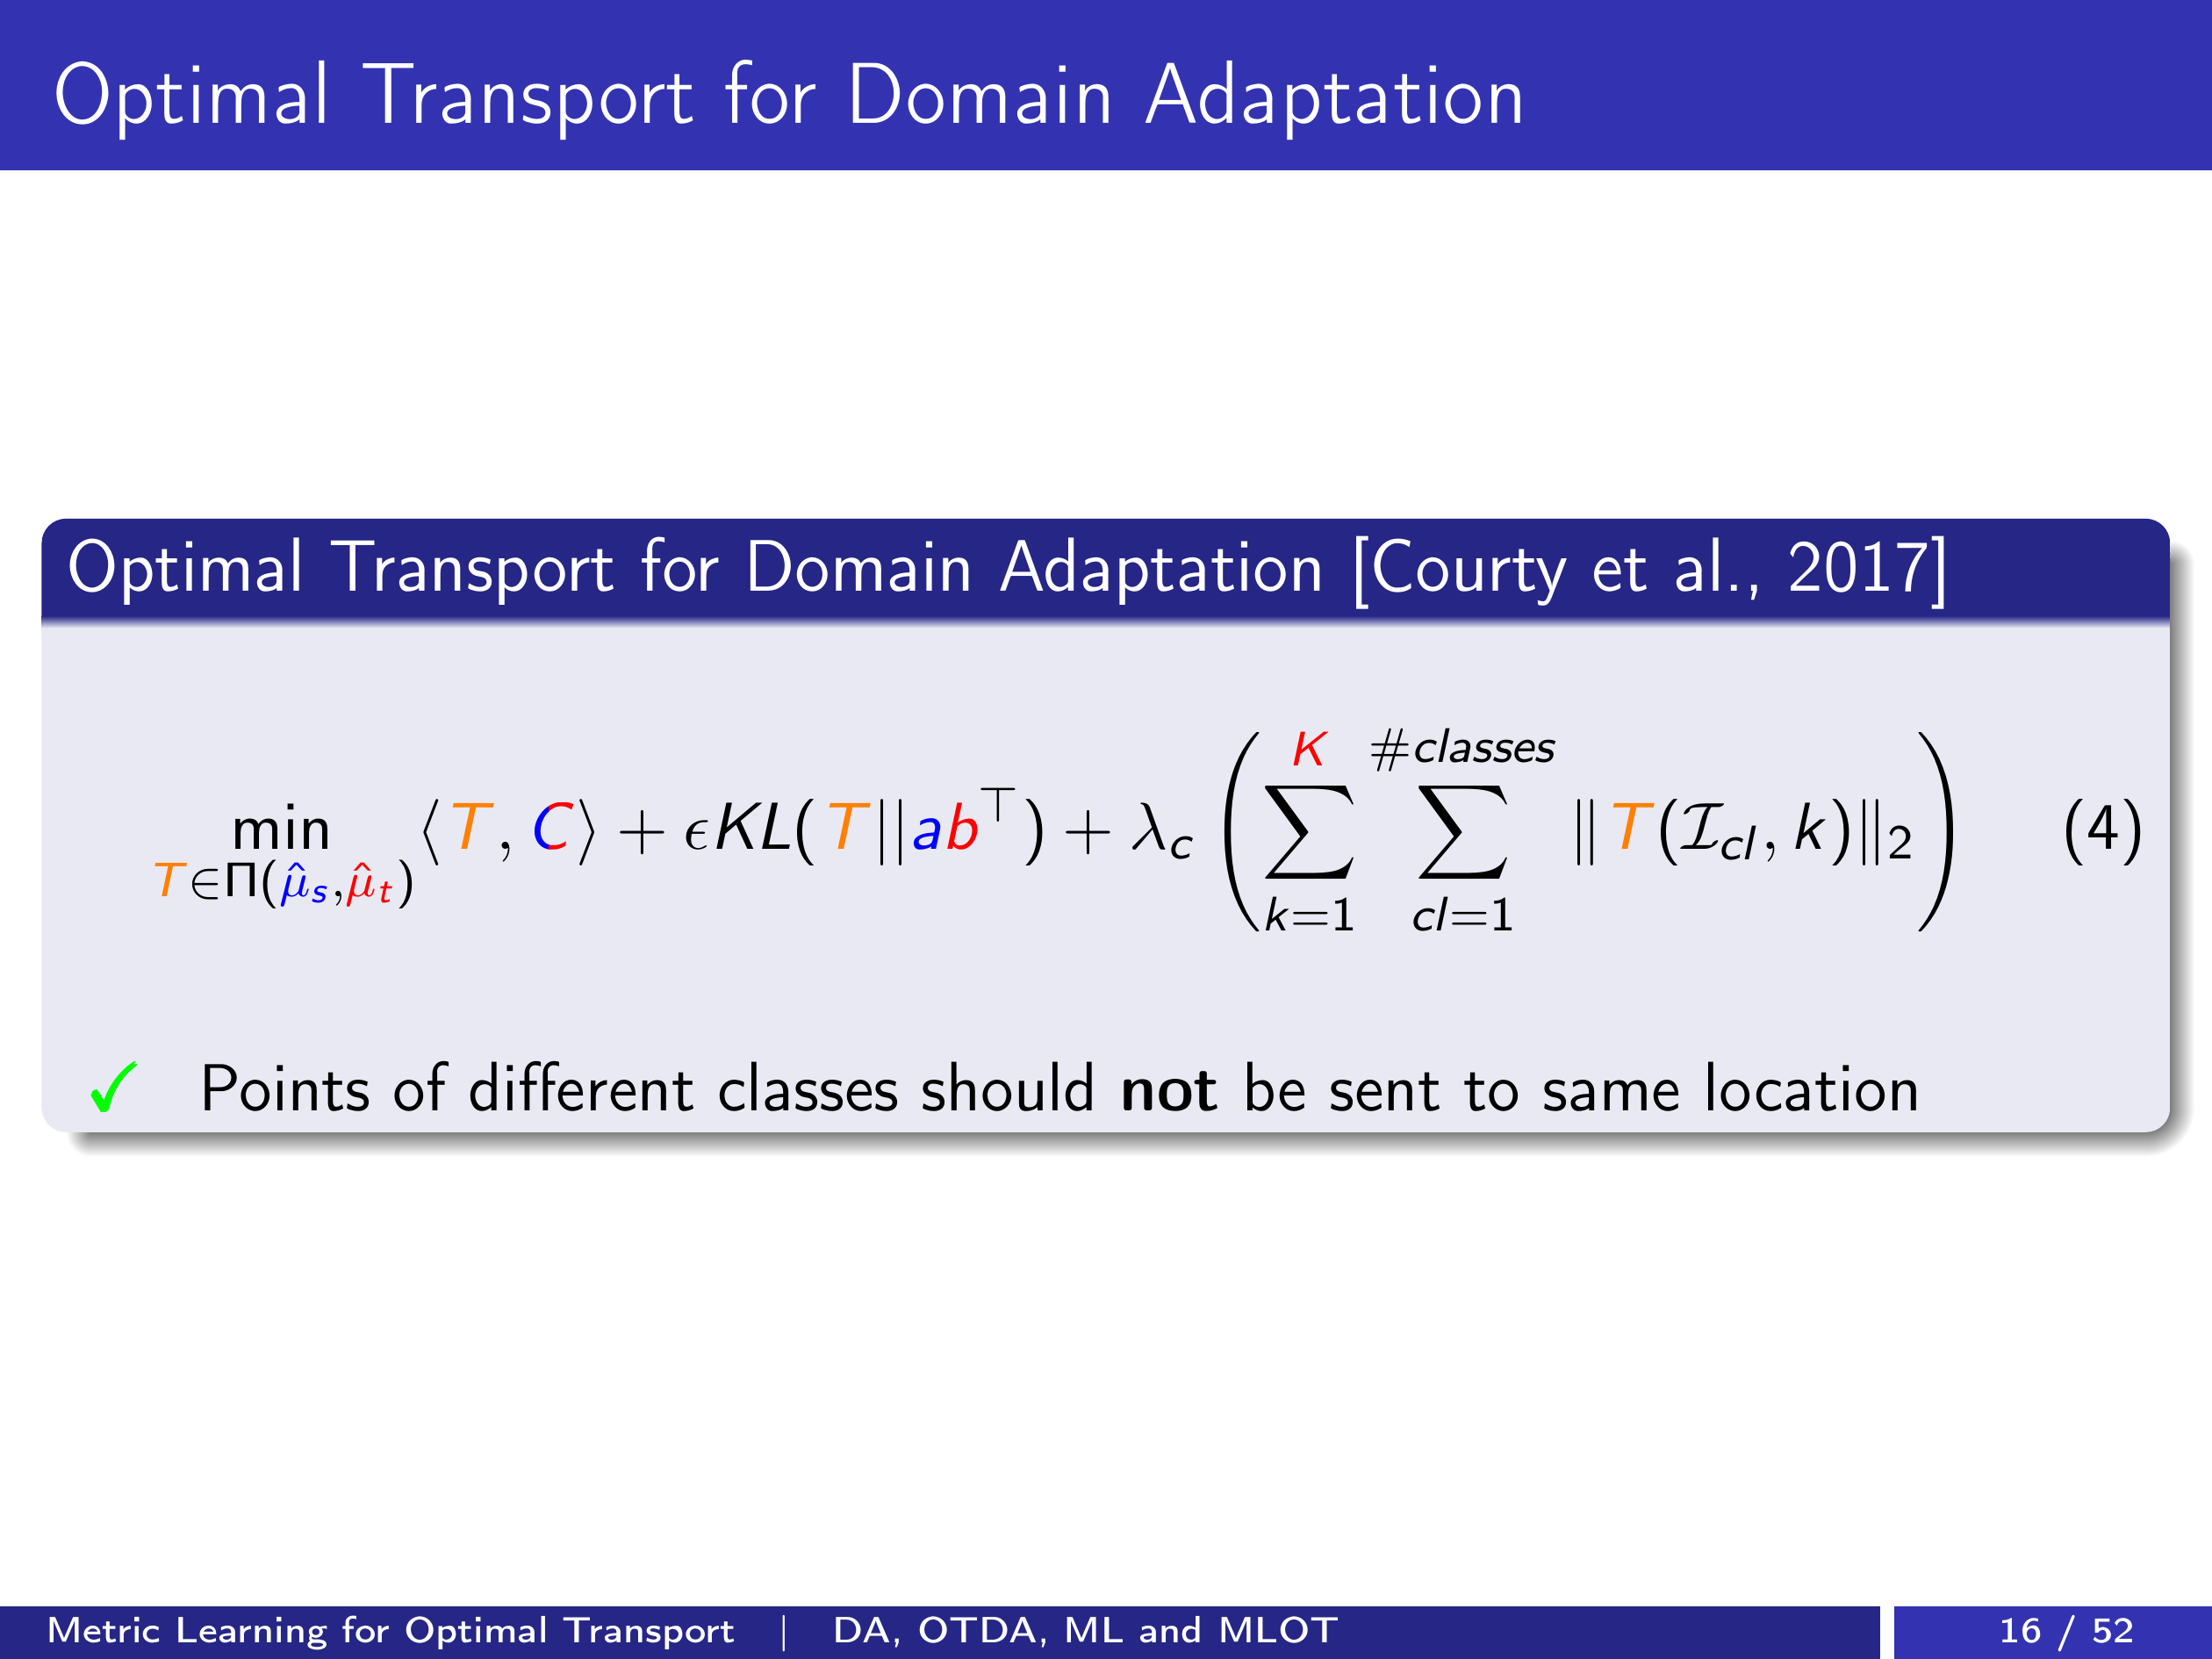 Optimal Transport for Domain Adaptation
Optimal Transport for Domain Adaptation [Courty et al., 2017]
$\min_{T \in \Pi(\hat{\mu}_s, \hat{\mu}_t)} \langle T, C \rangle + \epsilon KL(T || ab^\top) + \lambda_c \left( \sum_{k=1}^{K} \sum_{cl=1}^{\#classes} \| T(\mathcal{I}_{cl}, k) \|_2 \right)$ (4)
✓ Points of different classes should not be sent to same location
Metric Learning for Optimal Transport | DA, OTDA, ML and MLOT 16 / 52